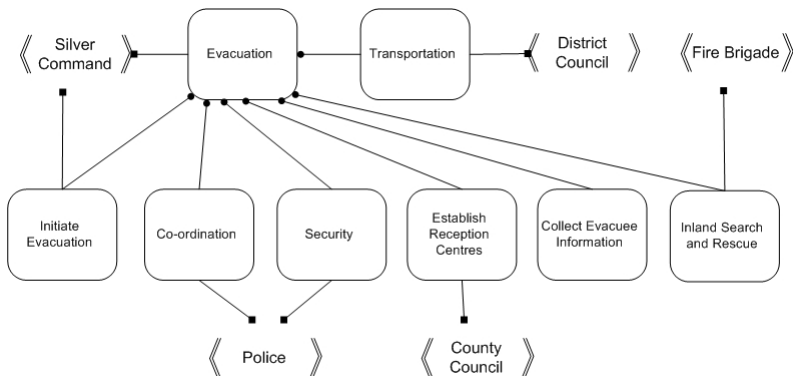 Silver
Command
Evacuation
Transportation
District
Council
Fire Brigade
Initiate
Evacuation
Co-ordination
Security
Establish
Reception
Centres
Collect Evacuee
Information
Inland Search
and Rescue
Police
County
Council